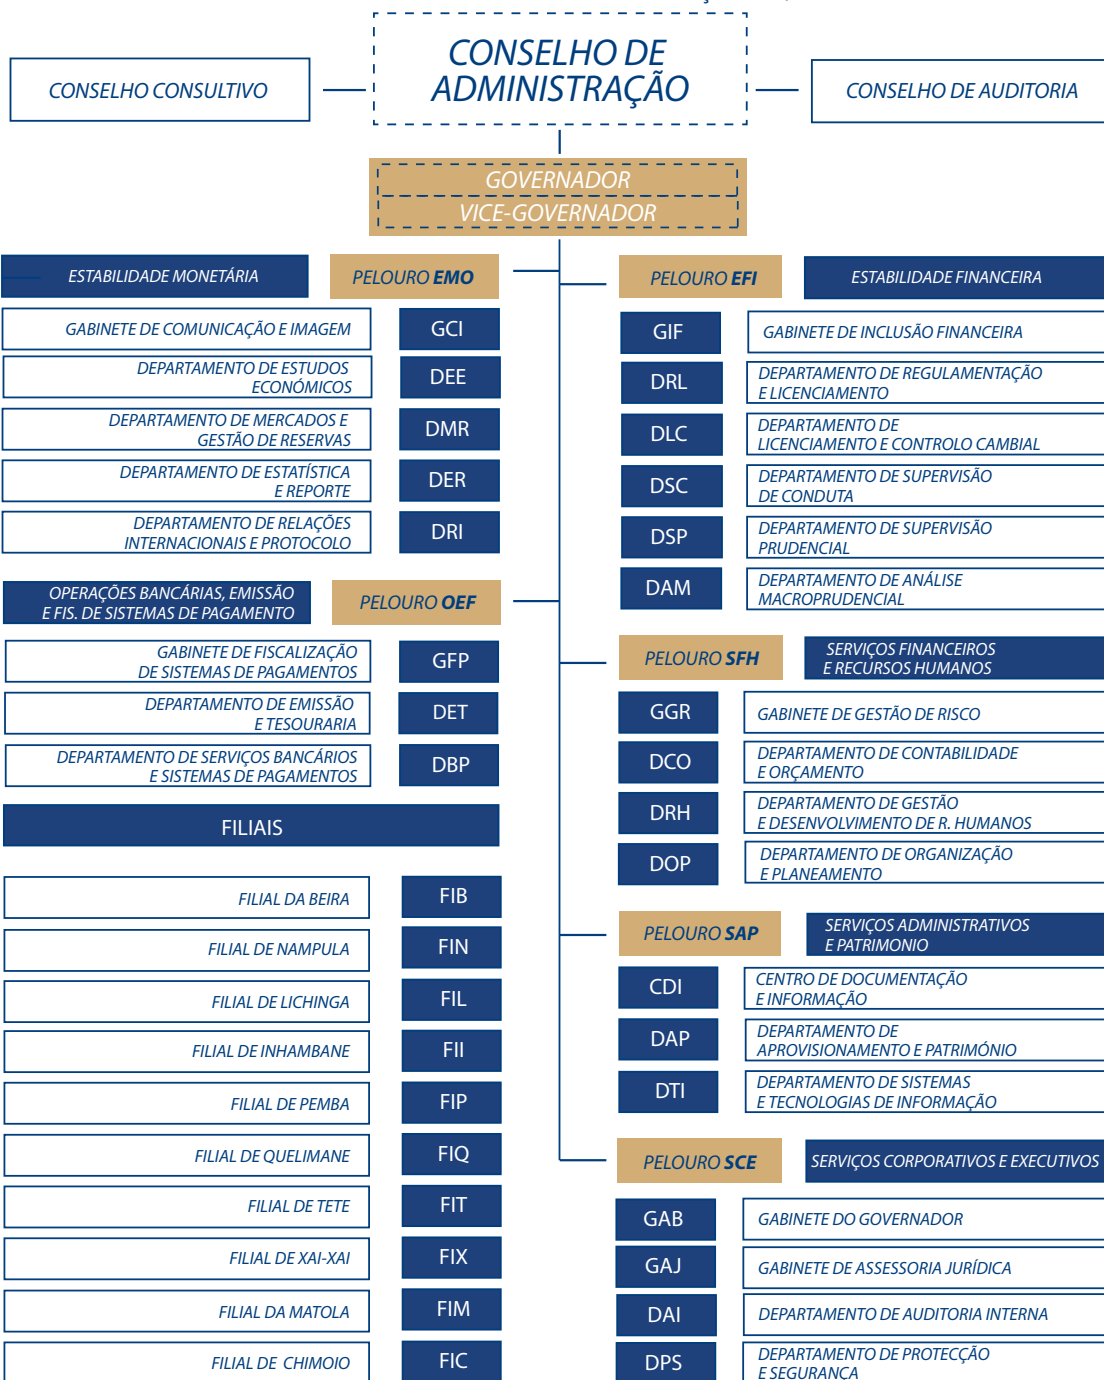 CONSELHO DE
ADMINISTRAÇÃO
CONSELHO CONSULTIVO
CONSELHO DE AUDITORIA
GOVERNADOR
VICE-GOVERNADOR
ESTABILIDADE MONETÁRIA
PELOURO EMO
GABINETE DE COMUNICAÇÃO E IMAGEM
GCI
DEPARTAMENTO DE ESTUDOS
ECONÓMICOS
DEE
DEPARTAMENTO DE MERCADOS E
GESTÃO DE RESERVAS
DMR
DEPARTAMENTO DE ESTATÍSTICA
E REPORTE
DER
DEPARTAMENTO DE RELAÇÕES
INTERNACIONAIS E PROTOCOLO
DRI
OPERAÇÕES BANCÁRIAS, EMISSÃO
E FIS. DE SISTEMAS DE PAGAMENTO
PELOURO OEF
GABINETE DE FISCALIZAÇÃO
DE SISTEMAS DE PAGAMENTOS
GFP
DEPARTAMENTO DE EMISSÃO
E TESOURARIA
DET
DEPARTAMENTO DE SERVIÇOS BANCÁRIOS
E SISTEMAS DE PAGAMENTOS
DBP
FILIAIS
FILIAL DA BEIRA
FIB
FILIAL DE NAMPULA
FIN
FILIAL DE LICHINGA
FIL
FILIAL DE INHAMBANE
FII
FILIAL DE PEMBA
FIP
FILIAL DE QUELIMANE
FIQ
FILIAL DE TETE
FIT
FILIAL DE XAI-XAI
FIX
FILIAL DA MATOLA
FIM
FILIAL DE CHIMOIO
FIC
PELOURO EFI
ESTABILIDADE FINANCEIRA
GIF
GABINETE DE INCLUSÃO FINANCEIRA
DRL
DEPARTAMENTO DE REGULAMENTAÇÃO
E LICENCIAMENTO
DLC
DEPARTAMENTO DE
LICENCIAMENTO E CONTROLO CAMBIAL
DSC
DEPARTAMENTO DE SUPERVISÃO
DE CONDUTA
DSP
DEPARTAMENTO DE SUPERVISÃO
PRUDENCIAL
DAM
DEPARTAMENTO DE ANÁLISE
MACROPRUDENCIAL
PELOURO SFH
SERVIÇOS FINANCEIROS
E RECURSOS HUMANOS
GGR
GABINETE DE GESTÃO DE RISCO
DCO
DEPARTAMENTO DE CONTABILIDADE
E ORÇAMENTO
DRH
DEPARTAMENTO DE GESTÃO
E DESENVOLVIMENTO DE R. HUMANOS
DOP
DEPARTAMENTO DE ORGANIZAÇÃO
E PLANEAMENTO
PELOURO SAP
SERVIÇOS ADMINISTRATIVOS
E PATRIMONIO
CDI
CENTRO DE DOCUMENTAÇÃO
E INFORMAÇÃO
DAP
DEPARTAMENTO DE
APROVISIONAMENTO E PATRIMÓNIO
DTI
DEPARTAMENTO DE SISTEMAS
E TECNOLOGIAS DE INFORMAÇÃO
PELOURO SCE
SERVIÇOS CORPORATIVOS E EXECUTIVOS
GAB
GABINETE DO GOVERNADOR
GAJ
GABINETE DE ASSESSORIA JURÍDICA
DAI
DEPARTAMENTO DE AUDITORIA INTERNA
DPS
DEPARTAMENTO DE PROTECÇÃO
E SEGURANÇA